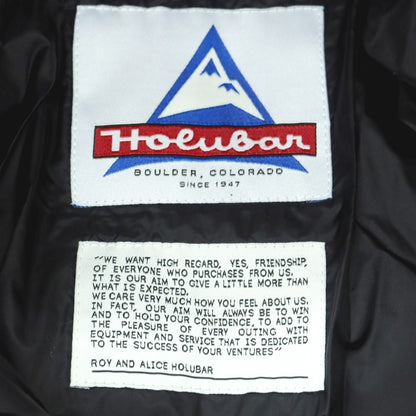 Holubar
BOULDER, COLORADO
SINCE 1947
"WE WANT HIGH REGARD, YES, FRIENDSHIP,
OF EVERYONE WHO PURCHASES FROM US.
IT IS OUR AIM TO GIVE A LITTLE MORE THAN
WHAT IS EXPECTED.
WE CARE VERY MUCH HOW YOU FEEL ABOUT US.
IN FACT, OUR AIM WILL ALWAYS BE TO WIN
AND TO HOLD YOUR CONFIDENCE, TO ADD TO
THE PLEASURE OF EVERY OUTING WITH
EQUIPMENT AND SERVICE THAT IS DEDICATED
TO THE SUCCESS OF YOUR VENTURES"
ROY AND ALICE HOLUBAR